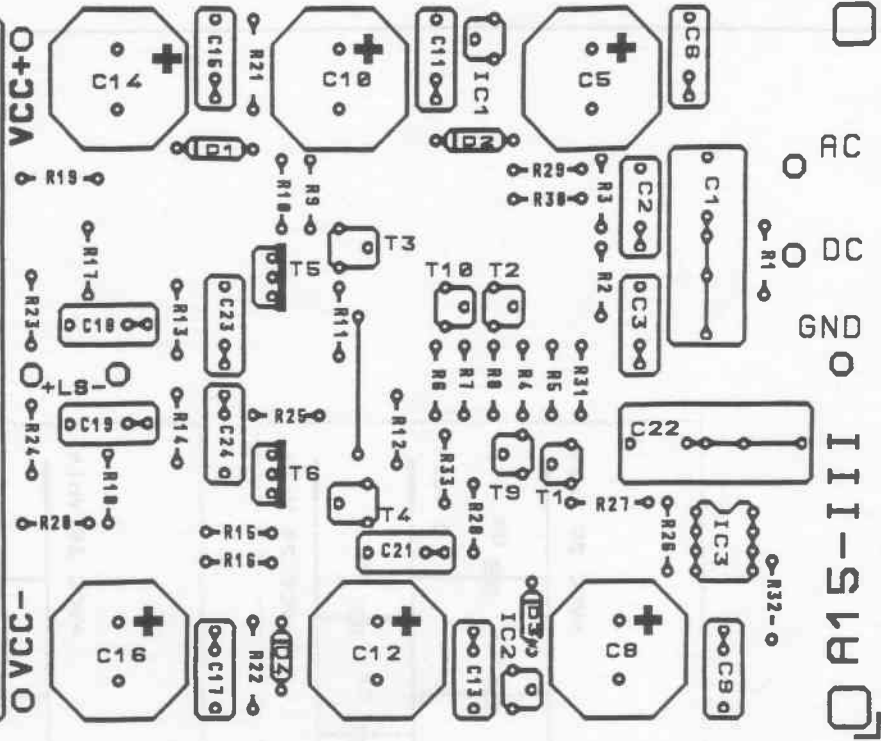 VCC+
C14
C15
R21
C10
C11
IC1
C5
C6
AC
D1
D2
R19
R10
R9
R29
R30
R3
C2
C1
R1
DC
T3
T5
T10
T2
R2
C3
GND
R17
R23
C18
R13
C23
R11
+LS-
R6
R7
R8
R4
R5
R31
R24
C19
R14
C24
R25
R12
C22
R18
T6
R33
T9
T1
R28
T4
R20
R27
R26
IC3
R15
R16
C21
R32
A15-III
VCC-
C16
C17
R22
D4
C12
C13
IC2
D3
C8
C9